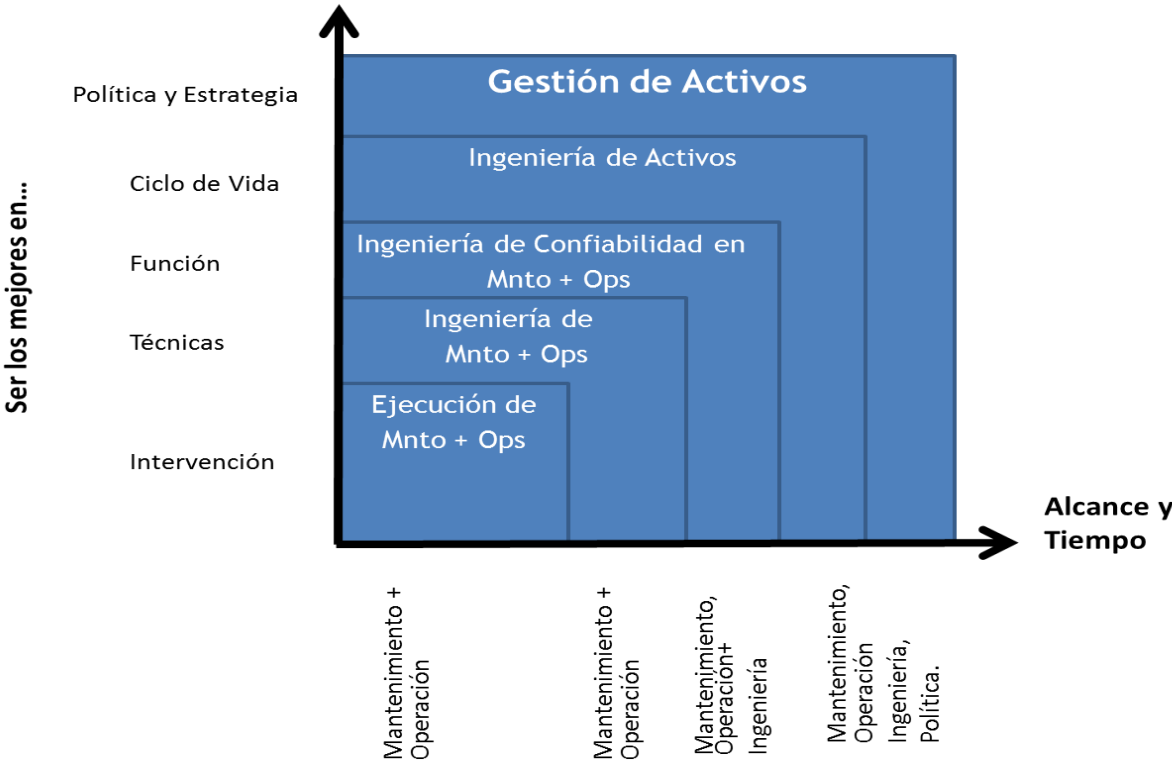 Ser los mejores en...
Política y Estrategia
Ciclo de Vida
Función
Técnicas
Intervención
Gestión de Activos
Ingeniería de Activos
Ingeniería de Confiabilidad en
Mnto + Ops
Ingeniería de
Mnto + Ops
Ejecución de
Mnto + Ops
Alcance y
Tiempo
Mantenimiento +
Operación
Mantenimiento +
Operación
Mantenimiento,
Operación+
Ingeniería
Mantenimiento,
Operación
Ingeniería,
Política.